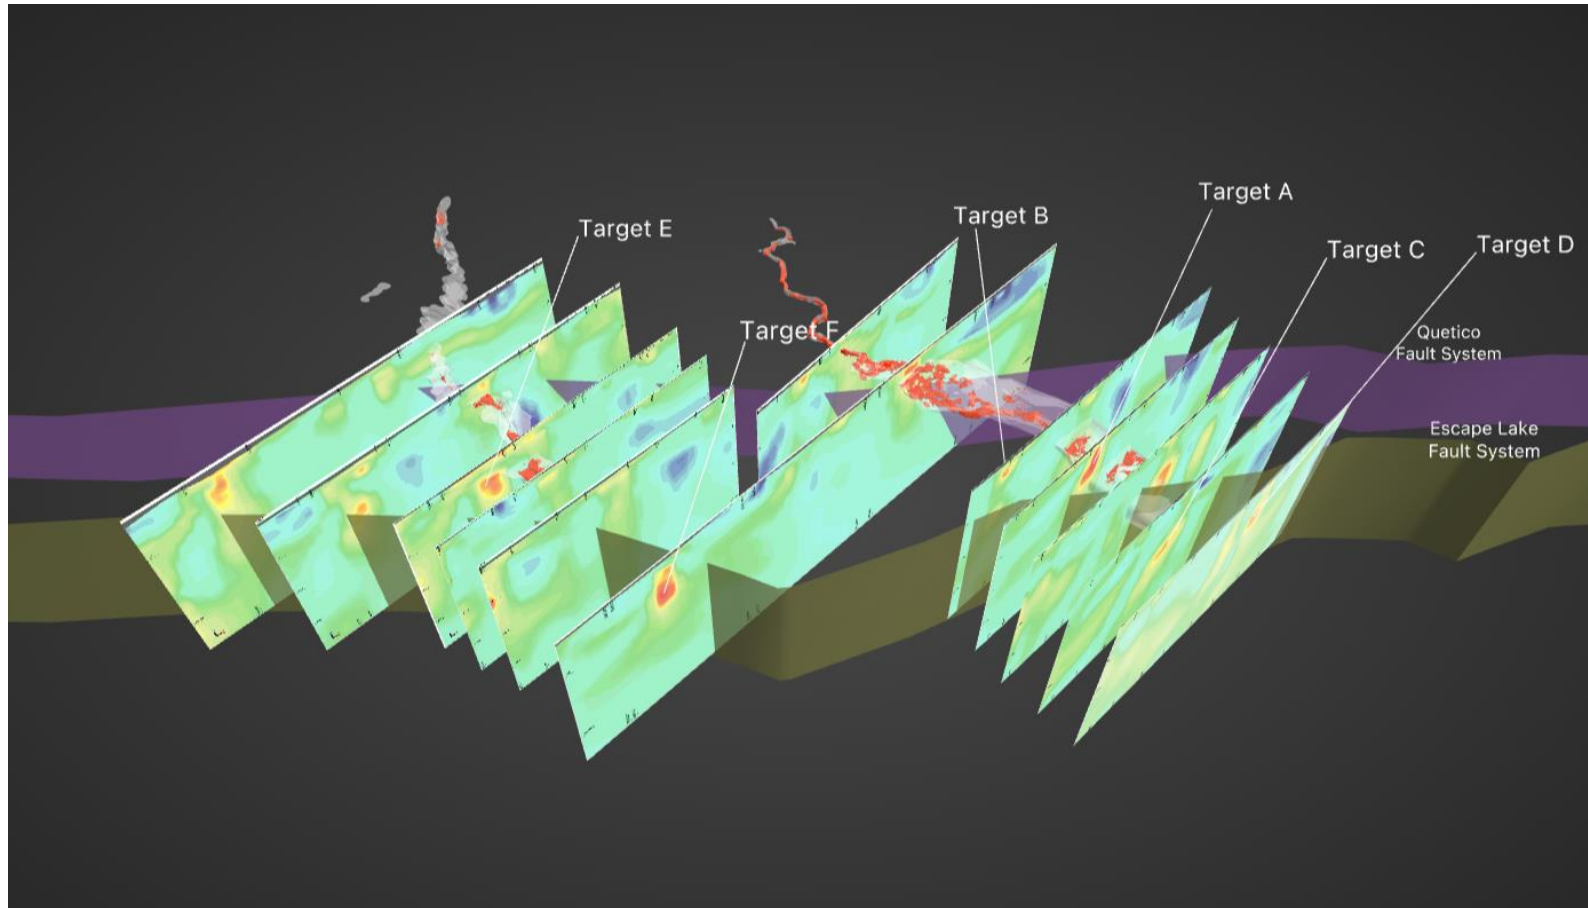 Target A
Target B
Target E
Target C
Target D
Target F
Quetico
Fault System
Escape Lake
Fault System